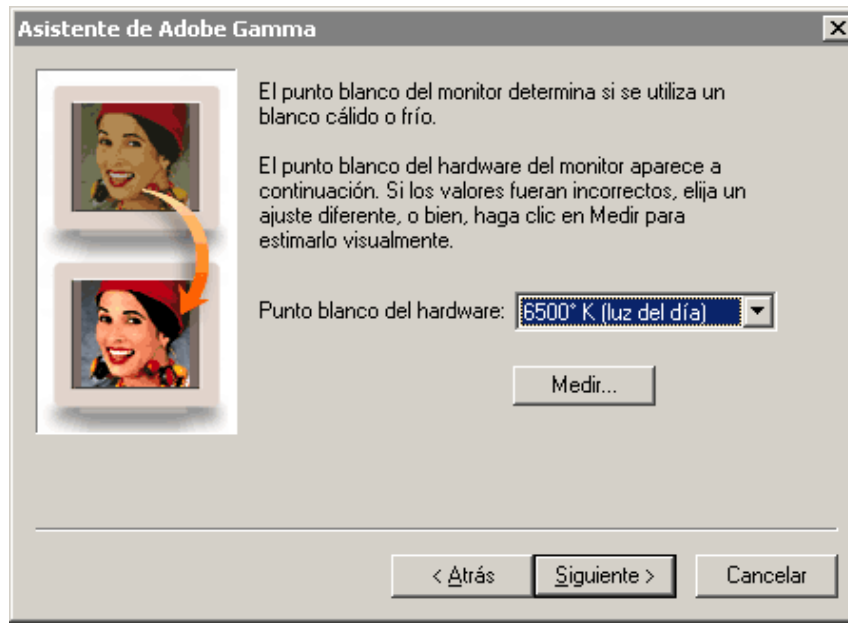 Asistente de Adobe Gamma
El punto blanco del monitor determina si se utiliza un
blanco cálido o frío.
El punto blanco del hardware del monitor aparece a
continuación. Si los valores fueran incorrectos, elija un
ajuste diferente, o bien, haga clic en Medir para
estimarlo visualmente.
Punto blanco del hardware: 6500° K (luz del día)
Medir...
< Atrás Siguiente > Cancelar